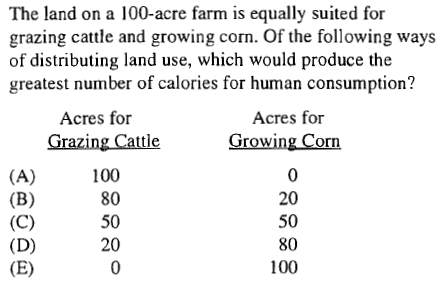 The land on a 100-acre farm is equally suited for
grazing cattle and growing corn. Of the following ways
of distributing land use, which would produce the
greatest number of calories for human consumption?
Acres for Acres for
Grazing Cattle Growing Corn
(A) 100 0
(B) 80 20
(C) 50 50
(D) 20 80
(E) 0 100